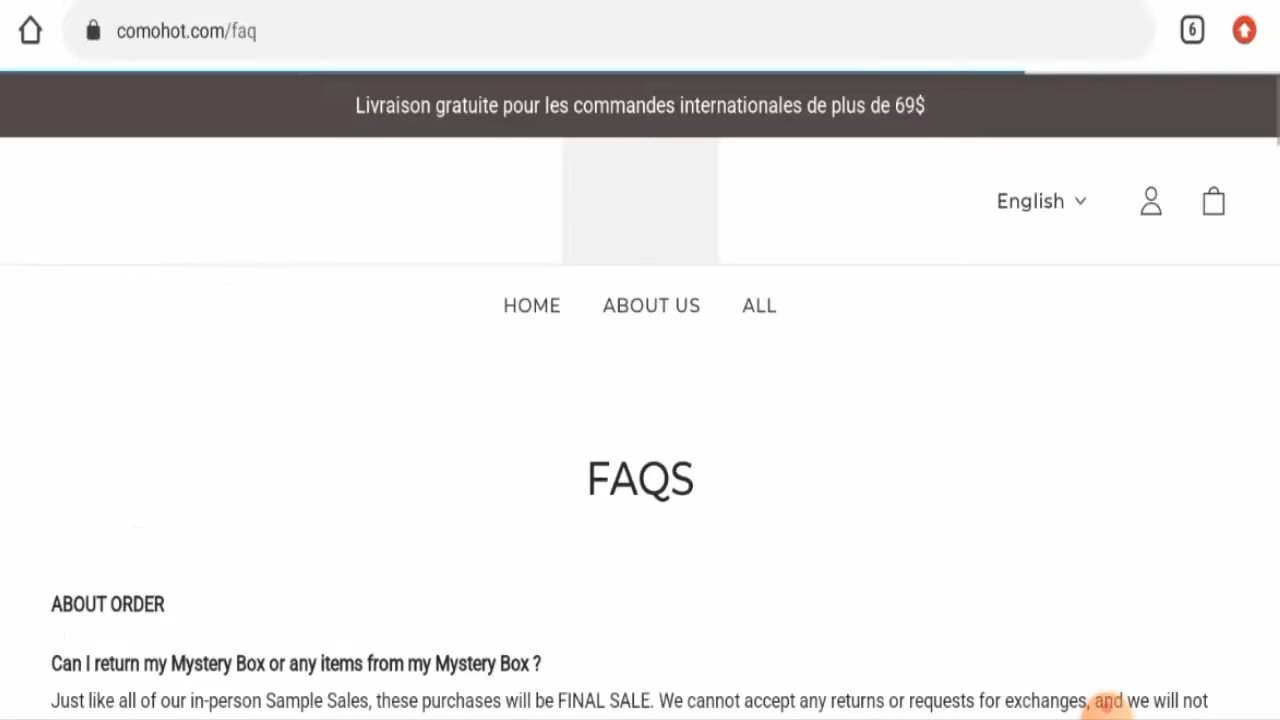 comohot.com/faq
6
Livraison gratuite pour les commandes internationales de plus de 69$
English
HOME ABOUT US ALL
FAQS
ABOUT ORDER
Can I return my Mystery Box or any items from my Mystery Box ?
Just like all of our in-person Sample Sales, these purchases will be FINAL SALE. We cannot accept any returns or requests for exchanges, and we will not